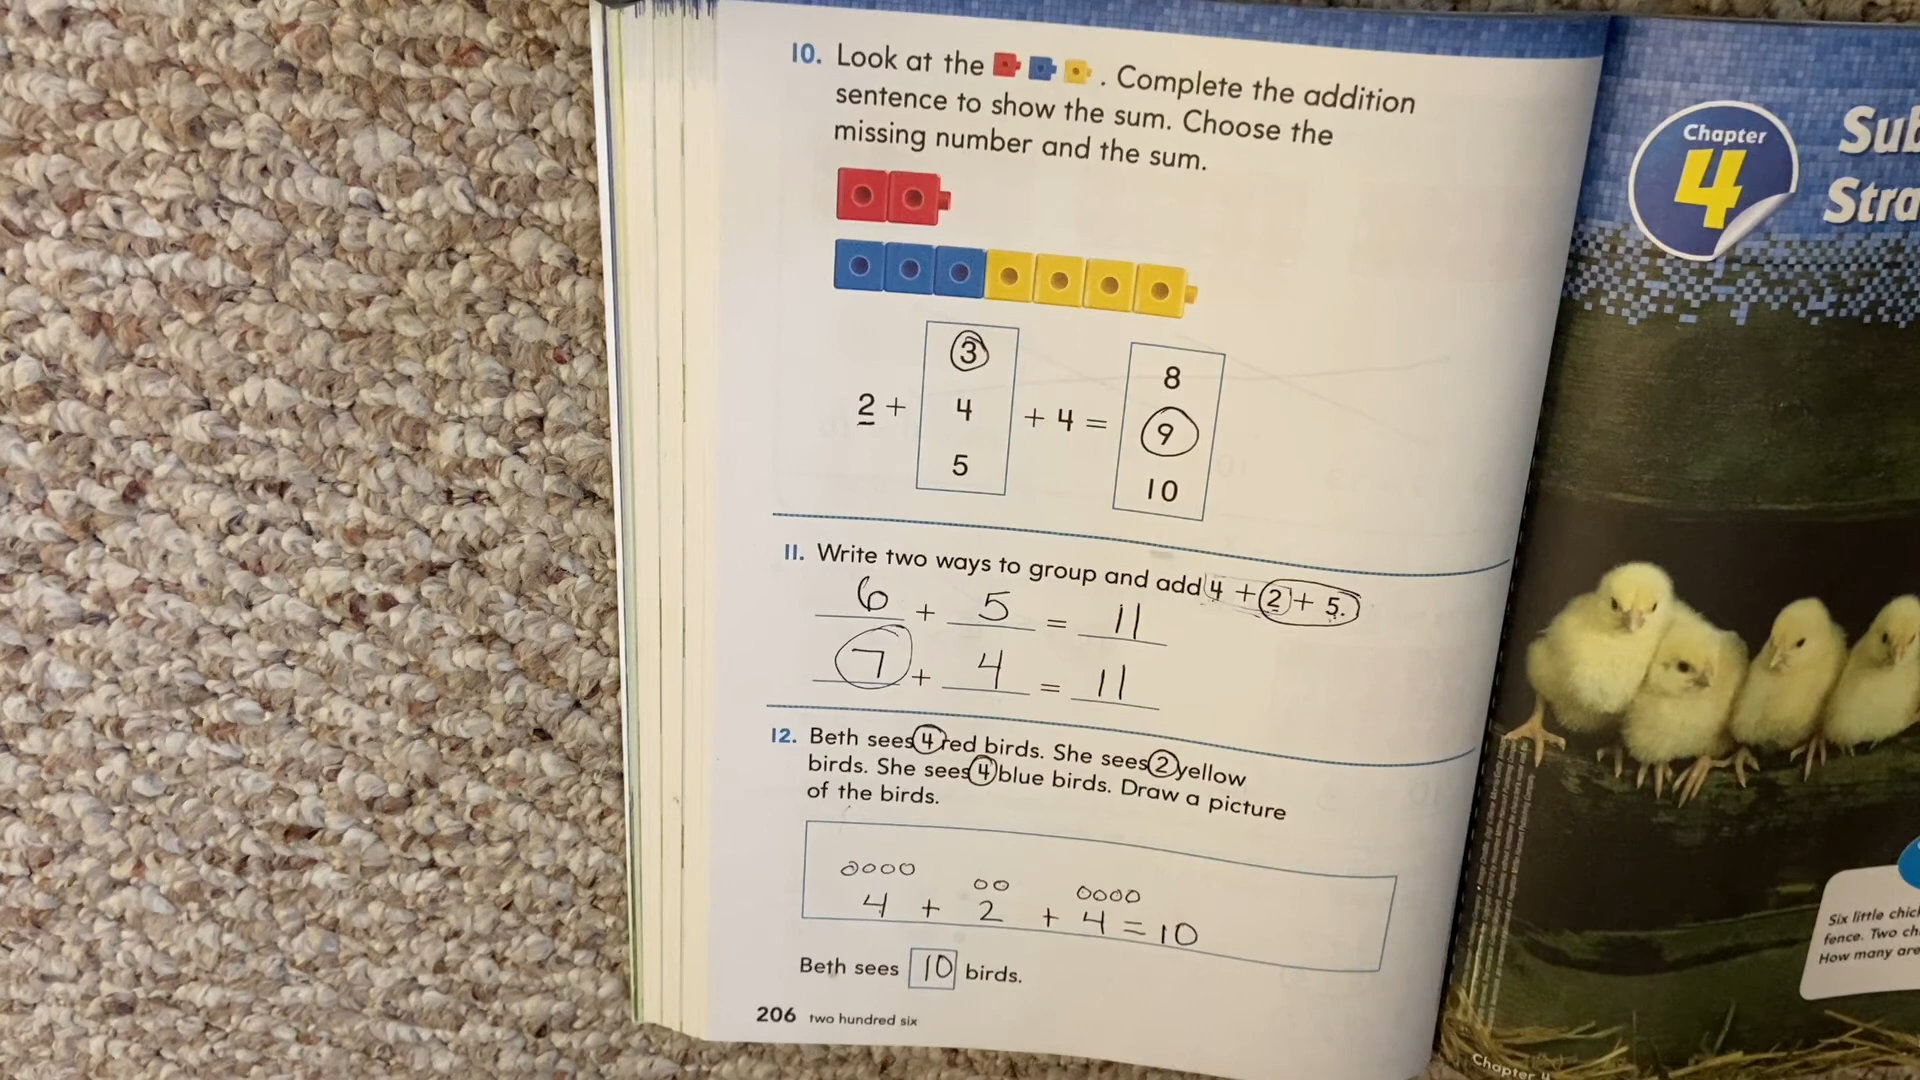 10. Look at the . Complete the addition
sentence to show the sum. Choose the
missing number and the sum.
3
4
5
2 + + 4 =
8
9
10
11. Write two ways to group and add 4 + 2 + 5.
6 + 5 = 11
7 + 4 = 11
12. Beth sees 4 red birds. She sees 2 yellow
birds. She sees 4 blue birds. Draw a picture
of the birds.
4 + 2 + 4 = 10
Beth sees 10 birds.
206 two hundred six
Chapter
4
Sub
Stra
Six little chic
fence. Two ch
How many are
Chapter 4